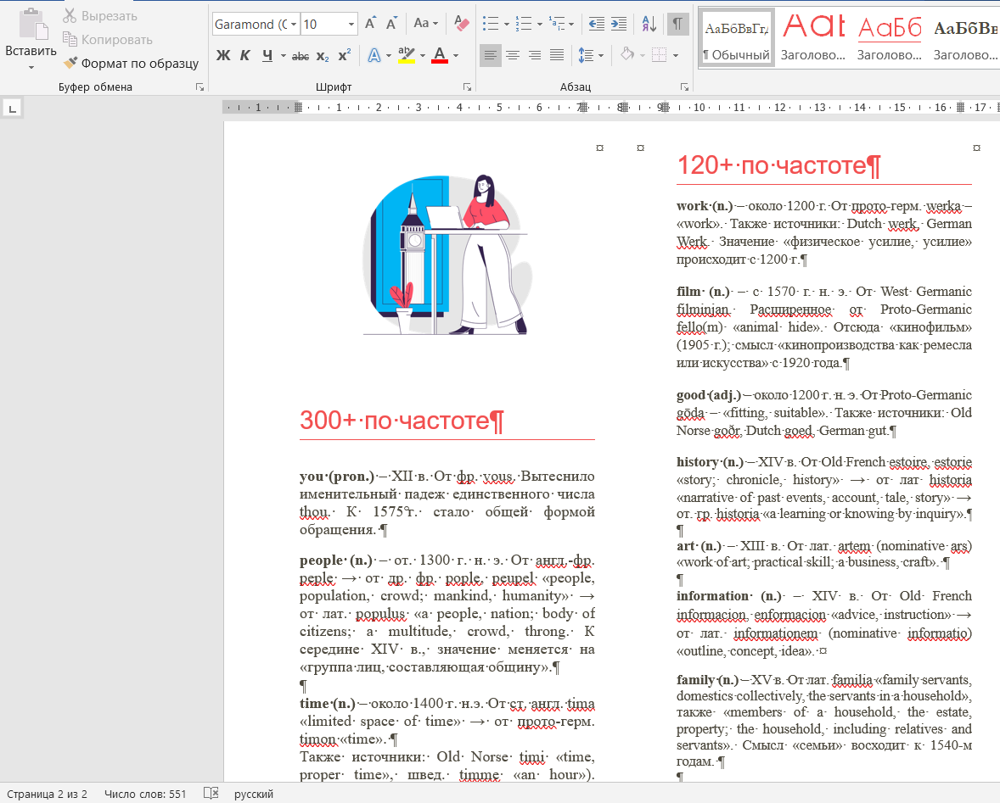 Вставить
Вырезать
Копировать
Формат по образцу
Буфер обмена
Garamond (С
10
Aa
Ж К Ч abc x₂ x²
A А
Шрифт
Абзац
АаБбВвГг,
¶ Обычный
Aat
Заголово...
АаБб
Заголово...
АаБбВв
Заголово...
1 1 2 3 4 5 6 7 8 9 10 11 12 13 14 15 16 17
300+ по частоте¶
you (pron.) – XII в. От фр. vous. Вытеснило
именительный падеж единственного числа
thou. К 1575°г. стало общей формой
обращения. ¶
people (n.) – от. 1300 г. н. э. От англ.-фр.
peple → от др. фр. pople, peupel «people,
population, crowd; mankind, humanity» →
от лат. populus «a people, nation; body of
citizens; a multitude, crowd, throng. К
середине XIV в., значение меняется на
«группа лиц, составляющая общину».¶
¶
time (n.) – около 1400 г. н.э. От ст. англ. tima
«limited space of time» → от прото-герм.
timon «time». ¶
Также источники: Old Norse timi «time,
proper time», швед. timme «an hour»).
120+ по частоте¶
work (n.) – около 1200 г. От прото-герм. werka –
«work». Также источники: Dutch werk, German
Werk. Значение «физическое усилие, усилие»
происходит с 1200 г.¶
film (n.) – с 1570 г. н. э. От West Germanic
filminjan. Расширенное от Proto-Germanic
fello(m) «animal hide». Отсюда «кинофильм»
(1905 г.); смысл «кинопроизводства как ремесла
или искусства» с 1920 года.¶
good (adj.) – около 1200 г. н. э. От Proto-Germanic
gōda – «fitting, suitable». Также источники: Old
Norse goðr, Dutch goed, German gut.¶
history (n.) – XIV в. От Old French estoire, estorie
«story; chronicle, history» → от лат historia
«narrative of past events, account, tale, story» →
от. гр. historia «a learning or knowing by inquiry».¶
¶
art (n.) – XIII в. От лат. artem (nominative ars)
«work of art; practical skill; a business, craft». ¶
¶
information (n.) – XIV в. От Old French
informacion, enformacion «advice, instruction» →
от лат. informationem (nominative informatio)
«outline, concept, idea». ¤
family (n.) – XV в. От лат. familia «family servants,
domestics collectively, the servants in a household»,
также «members of a household, the estate,
property; the household, including relatives and
servants». Смысл «семьи» восходит к 1540-м
годам. ¶
¶
Страница 2 из 2
Число слов: 551
русский